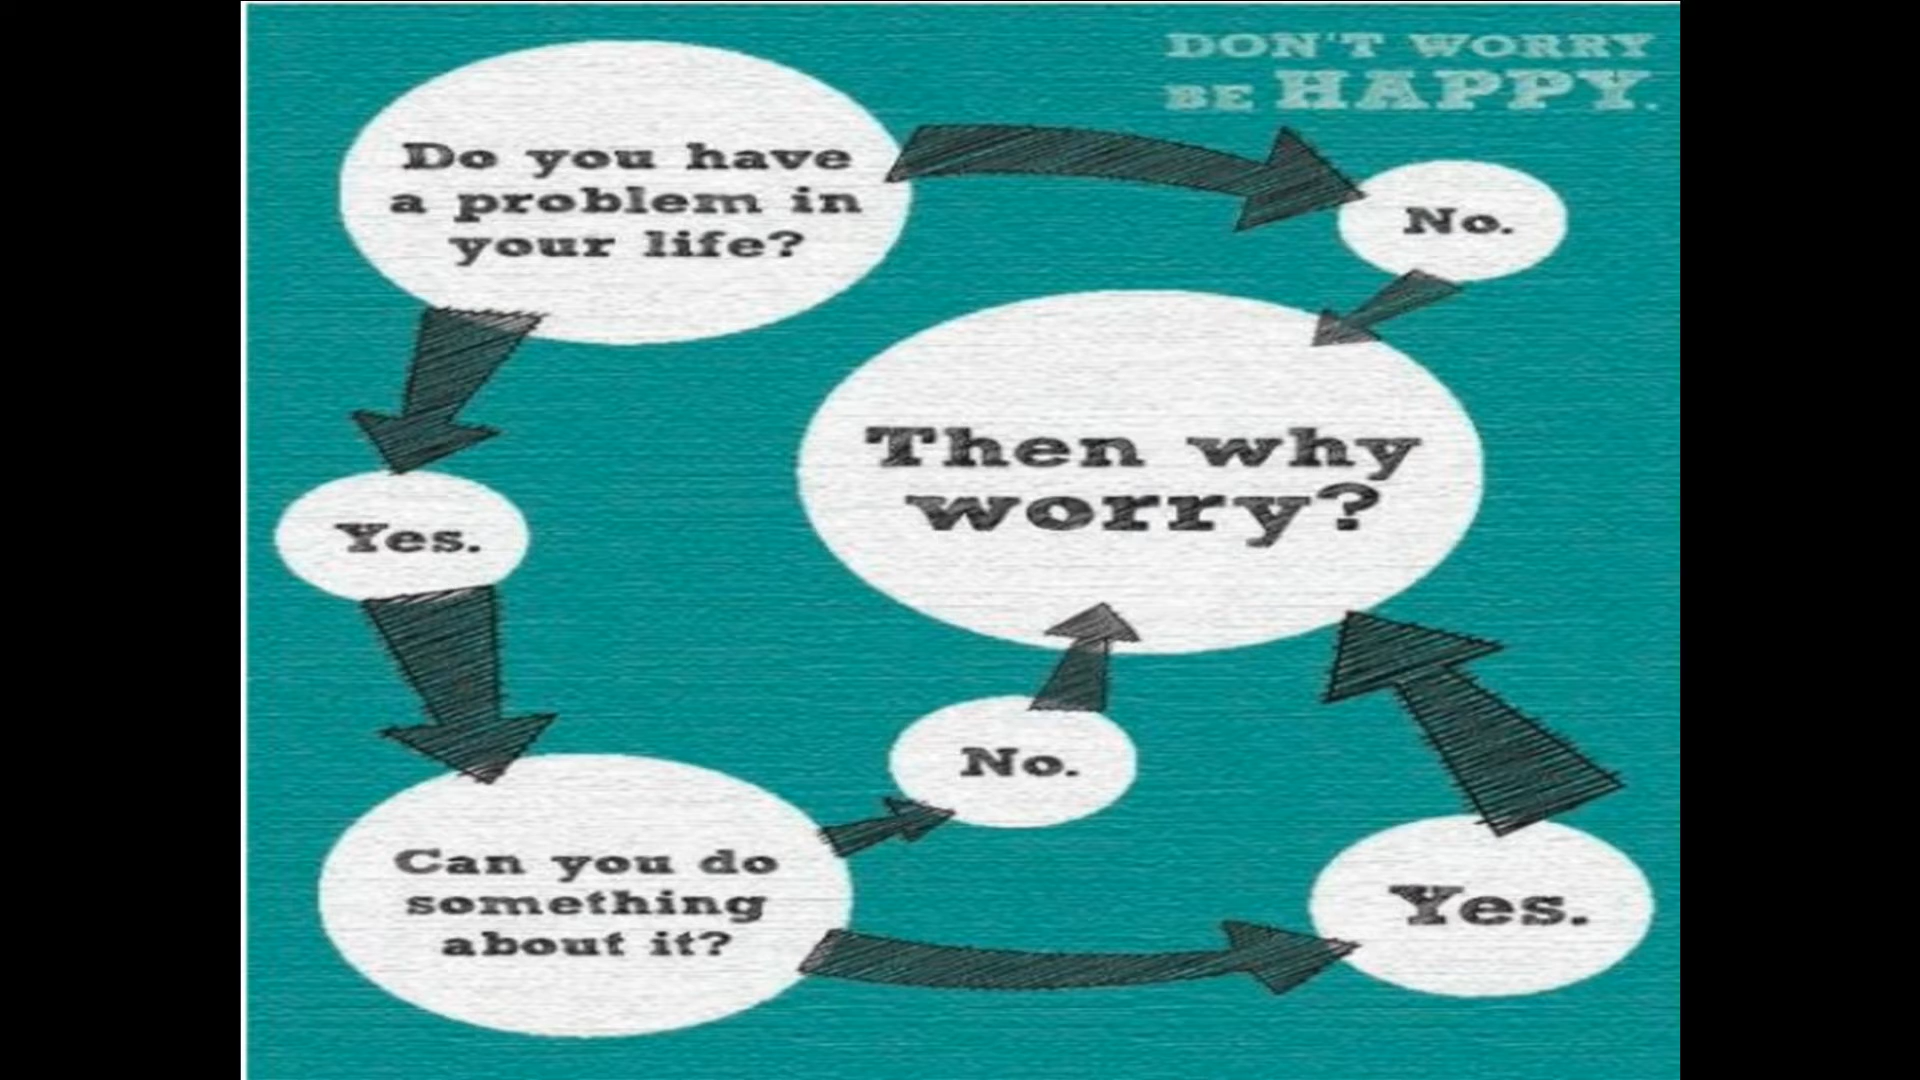 DON'T WORRY
BE HAPPY.
Do you have
a problem in
your life?
No.
Then why
worry?
Yes.
No.
Can you do
something
about it?
Yes.